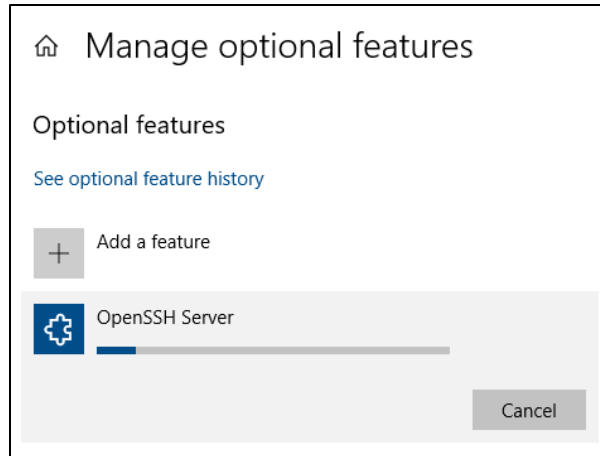 Manage optional features
Optional features
See optional feature history
Add a feature
OpenSSH Server
Cancel